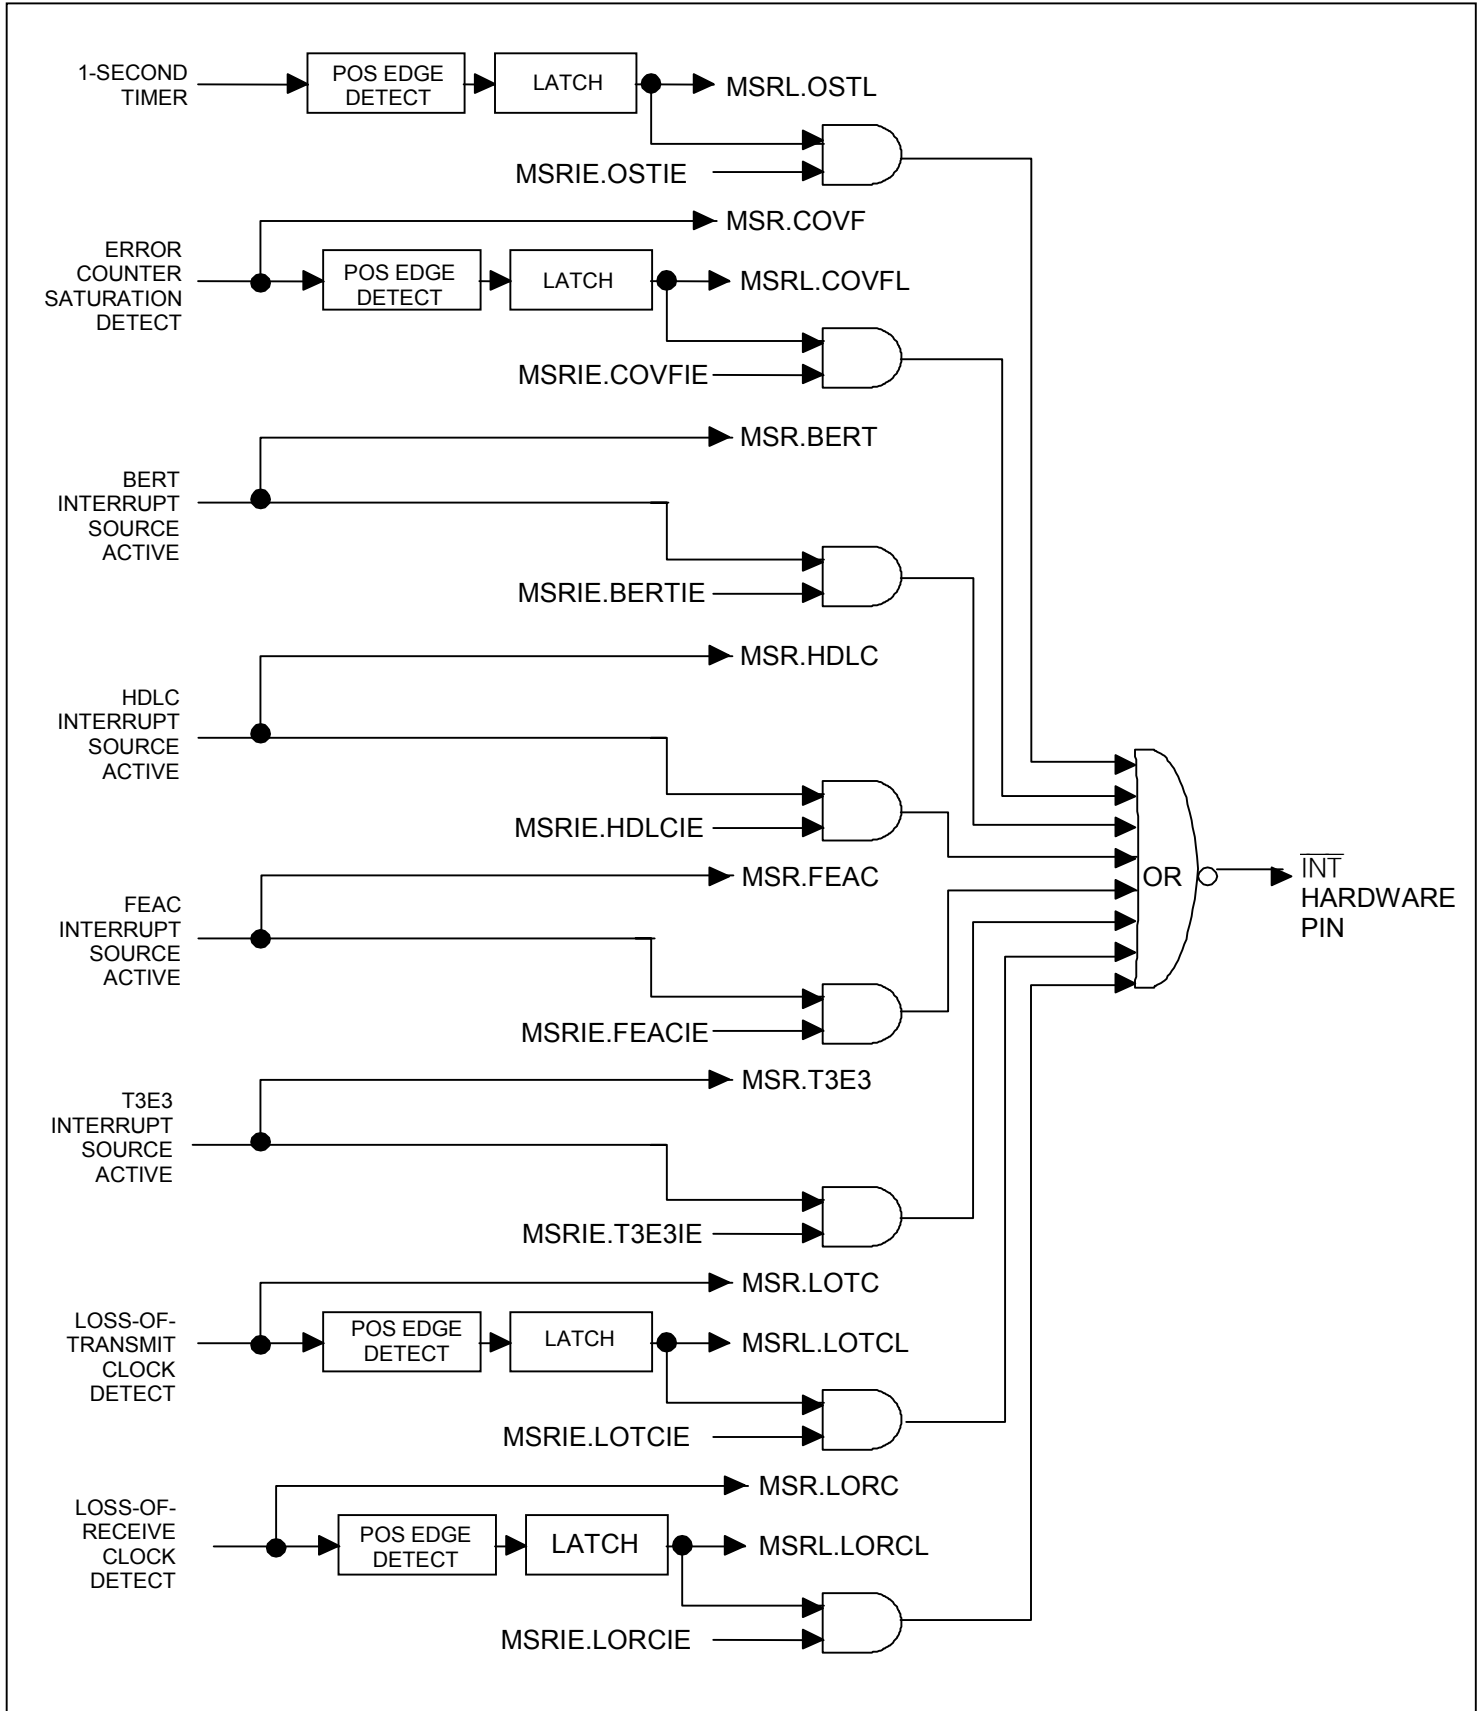 1-SECOND
TIMER
POS EDGE
DETECT
LATCH
MSRL.OSTL
MSRIE.OSTIE
MSR.COVF
ERROR
COUNTER
SATURATION
DETECT
POS EDGE
DETECT
LATCH
MSRL.COVFL
MSRIE.COVFIE
MSR.BERT
BERT
INTERRUPT
SOURCE
ACTIVE
MSRIE.BERTIE
MSR.HDLC
HDLC
INTERRUPT
SOURCE
ACTIVE
MSRIE.HDLCIE
OR
INT
HARDWARE
PIN
MSR.FEAC
FEAC
INTERRUPT
SOURCE
ACTIVE
MSRIE.FEACIE
MSR.T3E3
T3E3
INTERRUPT
SOURCE
ACTIVE
MSRIE.T3E3IE
MSR.LOTC
LOSS-OF-
TRANSMIT
CLOCK
DETECT
POS EDGE
DETECT
LATCH
MSRL.LOTCL
MSRIE.LOTCIE
MSR.LORC
LOSS-OF-
RECEIVE
CLOCK
DETECT
POS EDGE
DETECT
LATCH
MSRL.LORCL
MSRIE.LORCIE